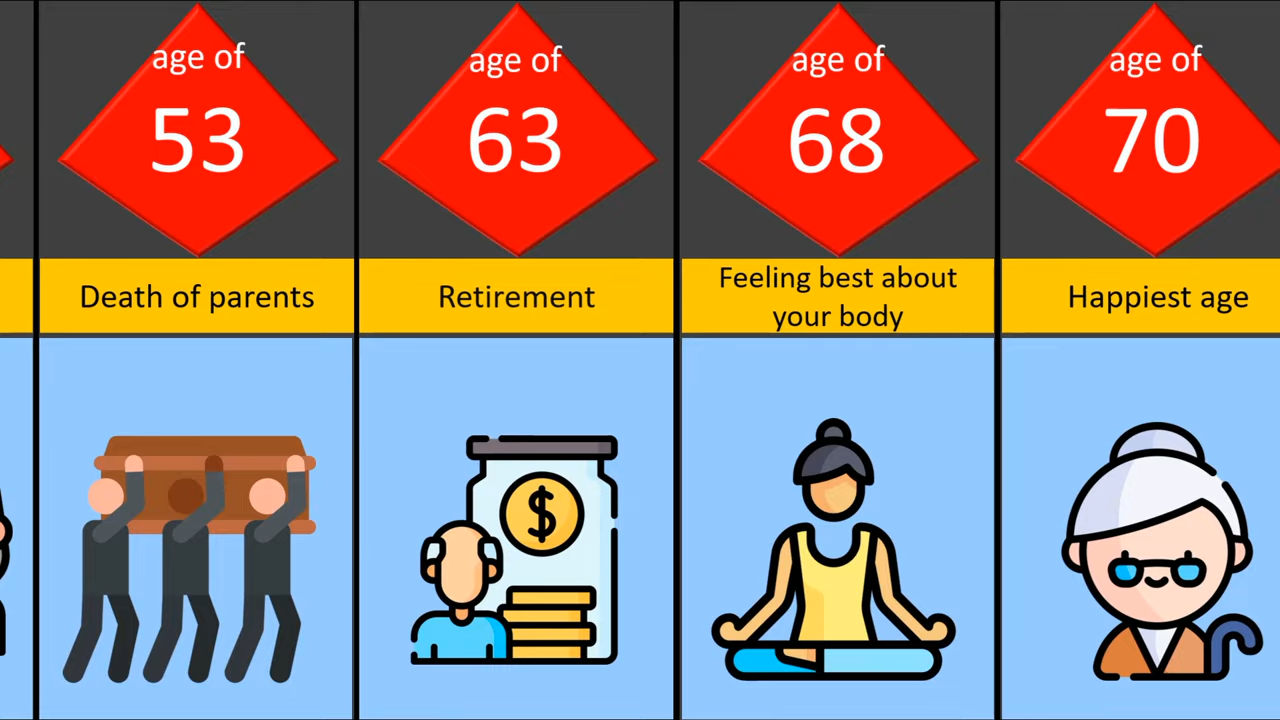 age of
53
Death of parents
age of
63
Retirement
$
age of
68
Feeling best about
your body
age of
70
Happiest age